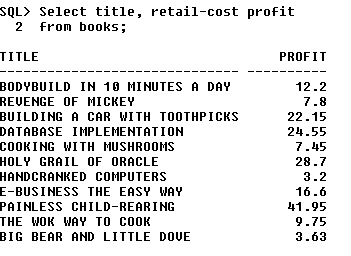 SQL> Select title, retail-cost profit
2 from books;
TITLE PROFIT
------------------------------ ----------
BODYBUILD IN 10 MINUTES A DAY 12.2
REVENGE OF MICKEY 7.8
BUILDING A CAR WITH TOOTHPICKS 22.15
DATABASE IMPLEMENTATION 24.55
COOKING WITH MUSHROOMS 7.45
HOLY GRAIL OF ORACLE 28.7
HANDCRANKED COMPUTERS 3.2
E-BUSINESS THE EASY WAY 16.6
PAINLESS CHILD-REARING 41.95
THE WOK WAY TO COOK 9.75
BIG BEAR AND LITTLE DOVE 3.63